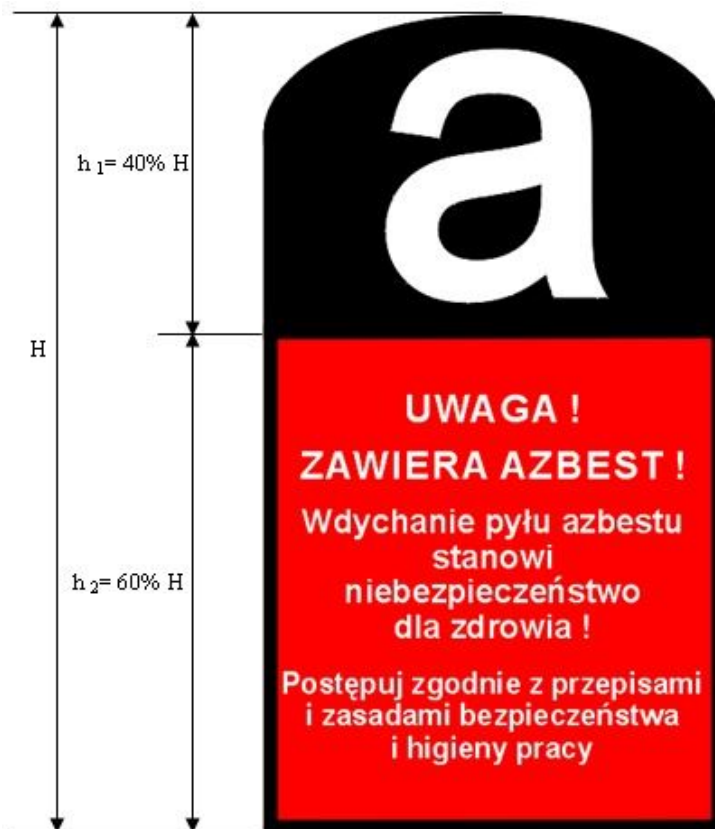 a
h 1= 40% H
H
UWAGA !
ZAWIERA AZBEST !
Wdychanie pyłu azbestu
stanowi
niebezpieczeństwo
dla zdrowia !
h 2= 60% H
Postępuj zgodnie z przepisami
i zasadami bezpieczeństwa
i higieny pracy